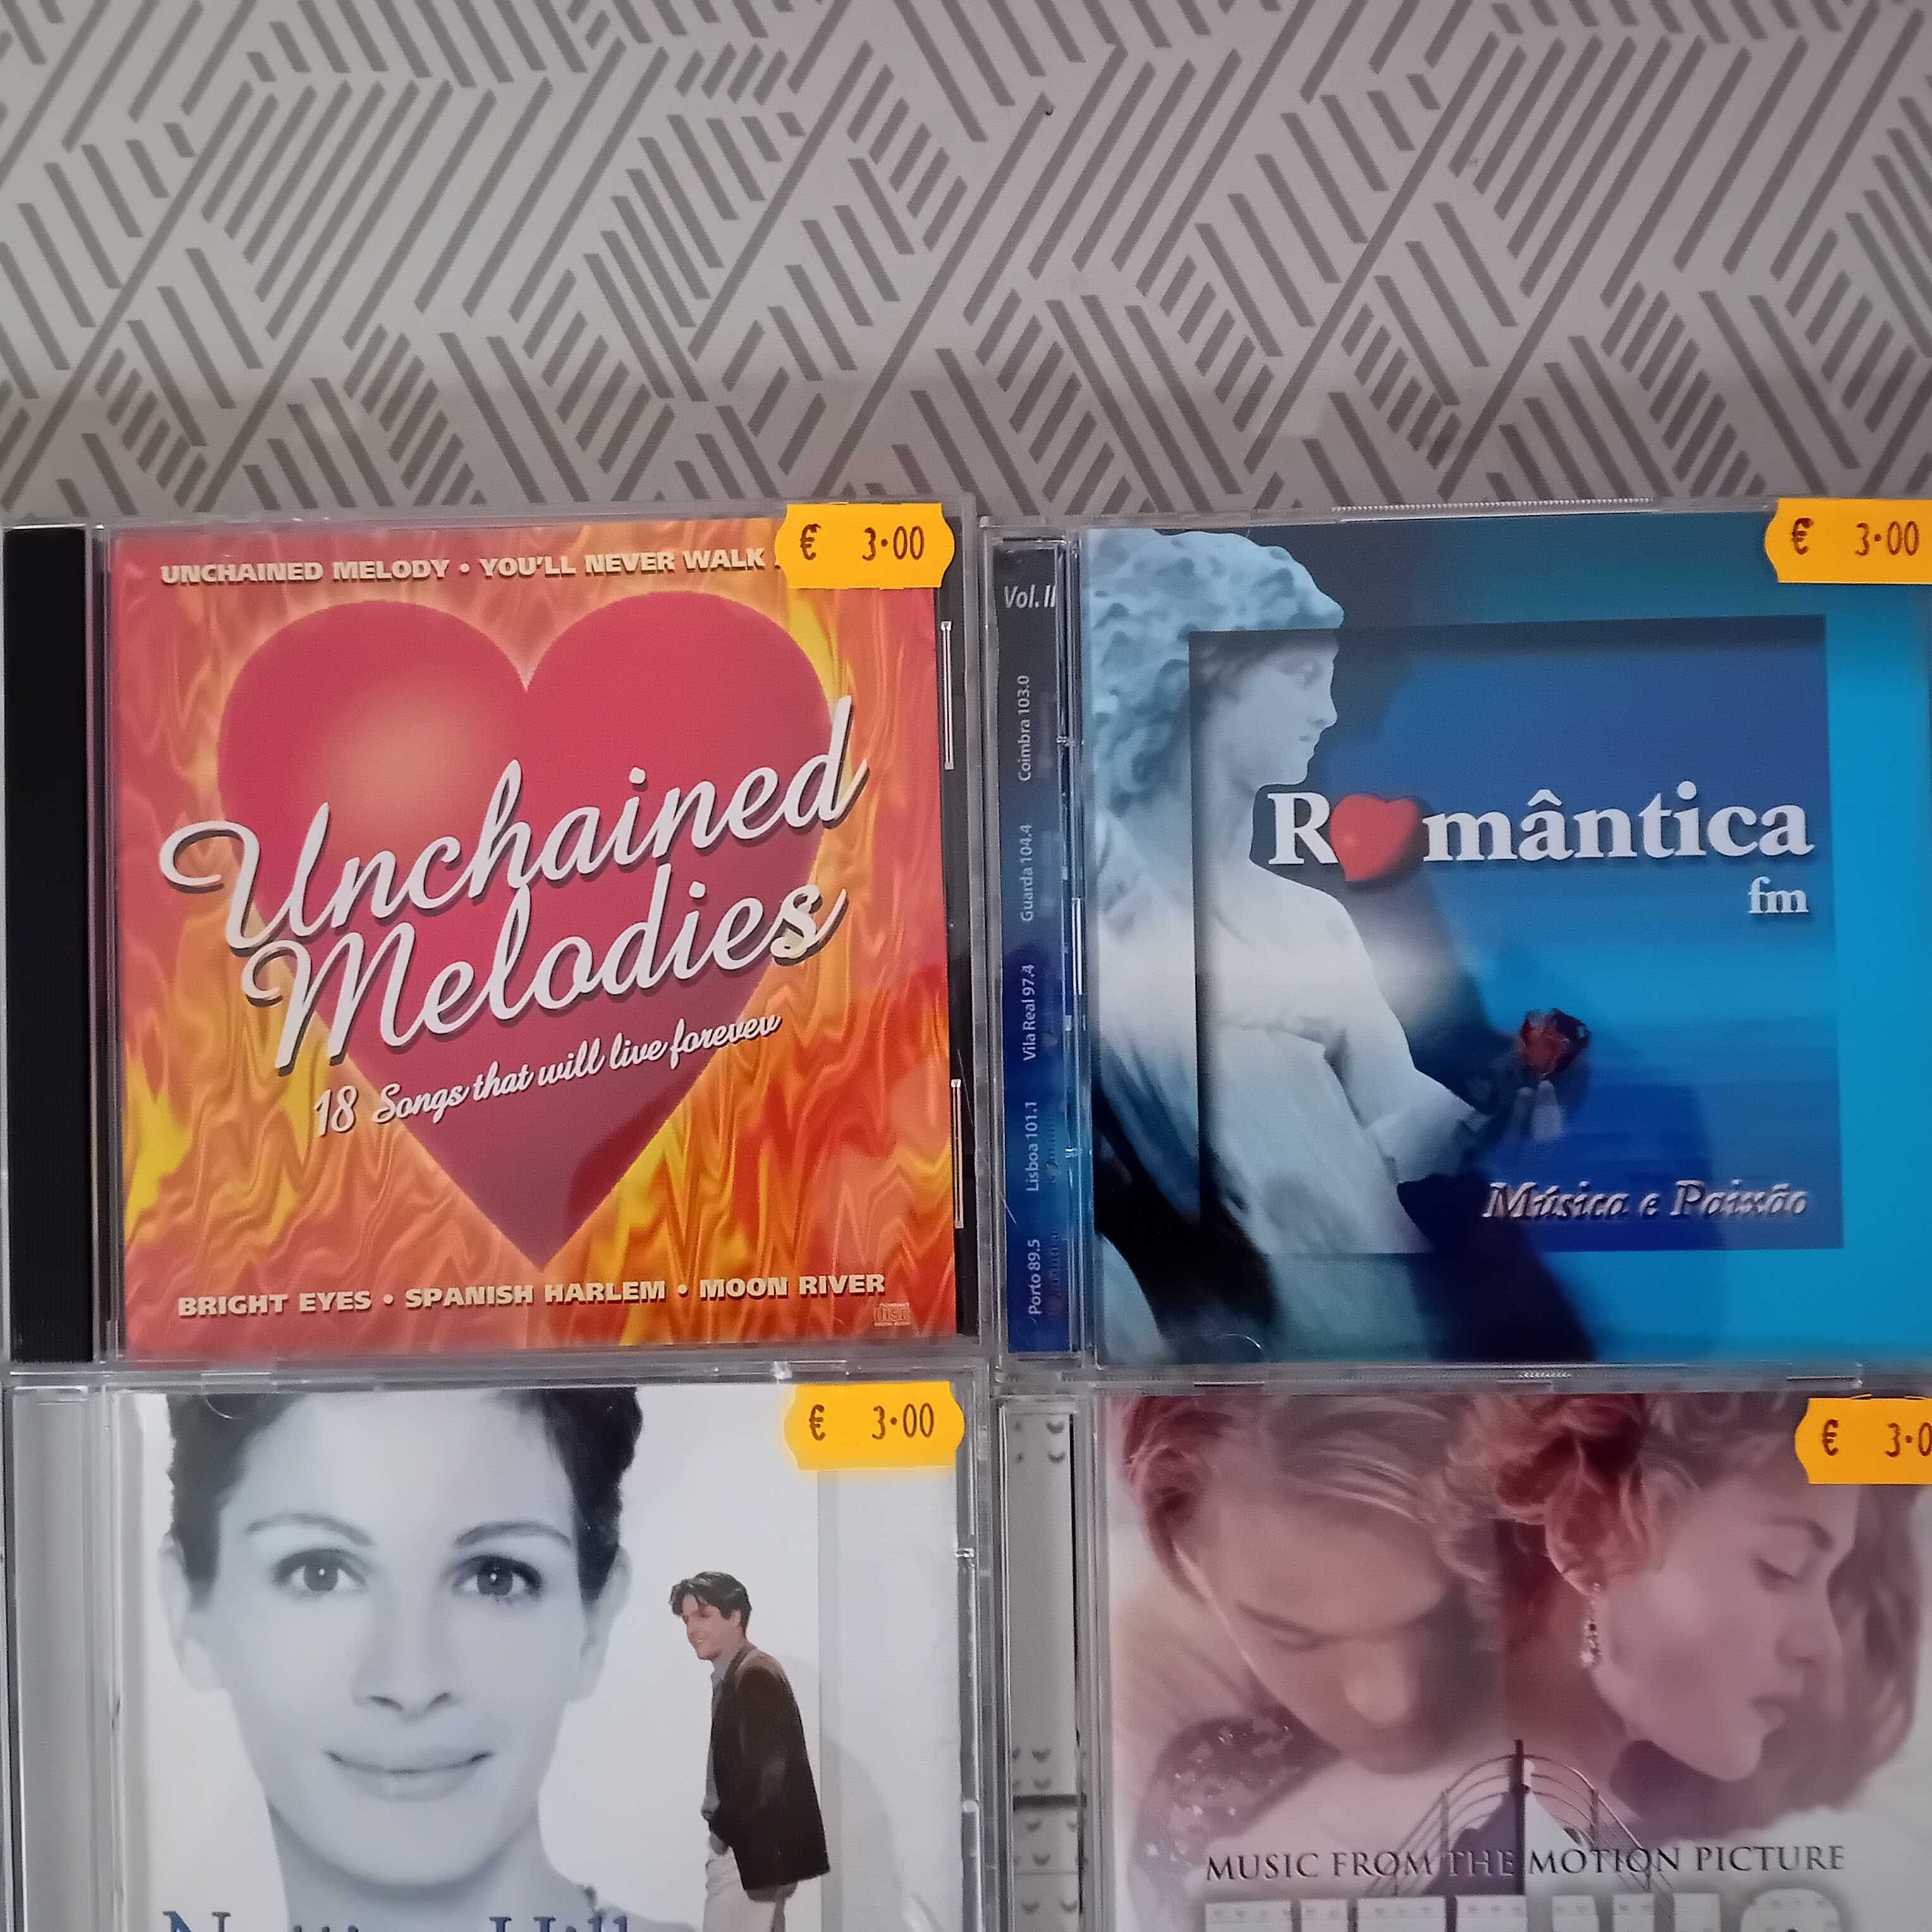 UNCHAINED MELODY • YOU'LL NEVER WALK
€ 3.00
Unchained
Melodies
18 Songs that will live forever
BRIGHT EYES • SPANISH HARLEM • MOON RIVER
€ 3.00
Vol. II
Coimbra 103.0
Guarda 104.4
Vila Real 97.4
Lisboa 101.1
Porto 89.5
Romântica
fm
Música e Paixão
€ 3.00
Notting Hill
€ 3.0
MUSIC FROM THE MOTION PICTURE